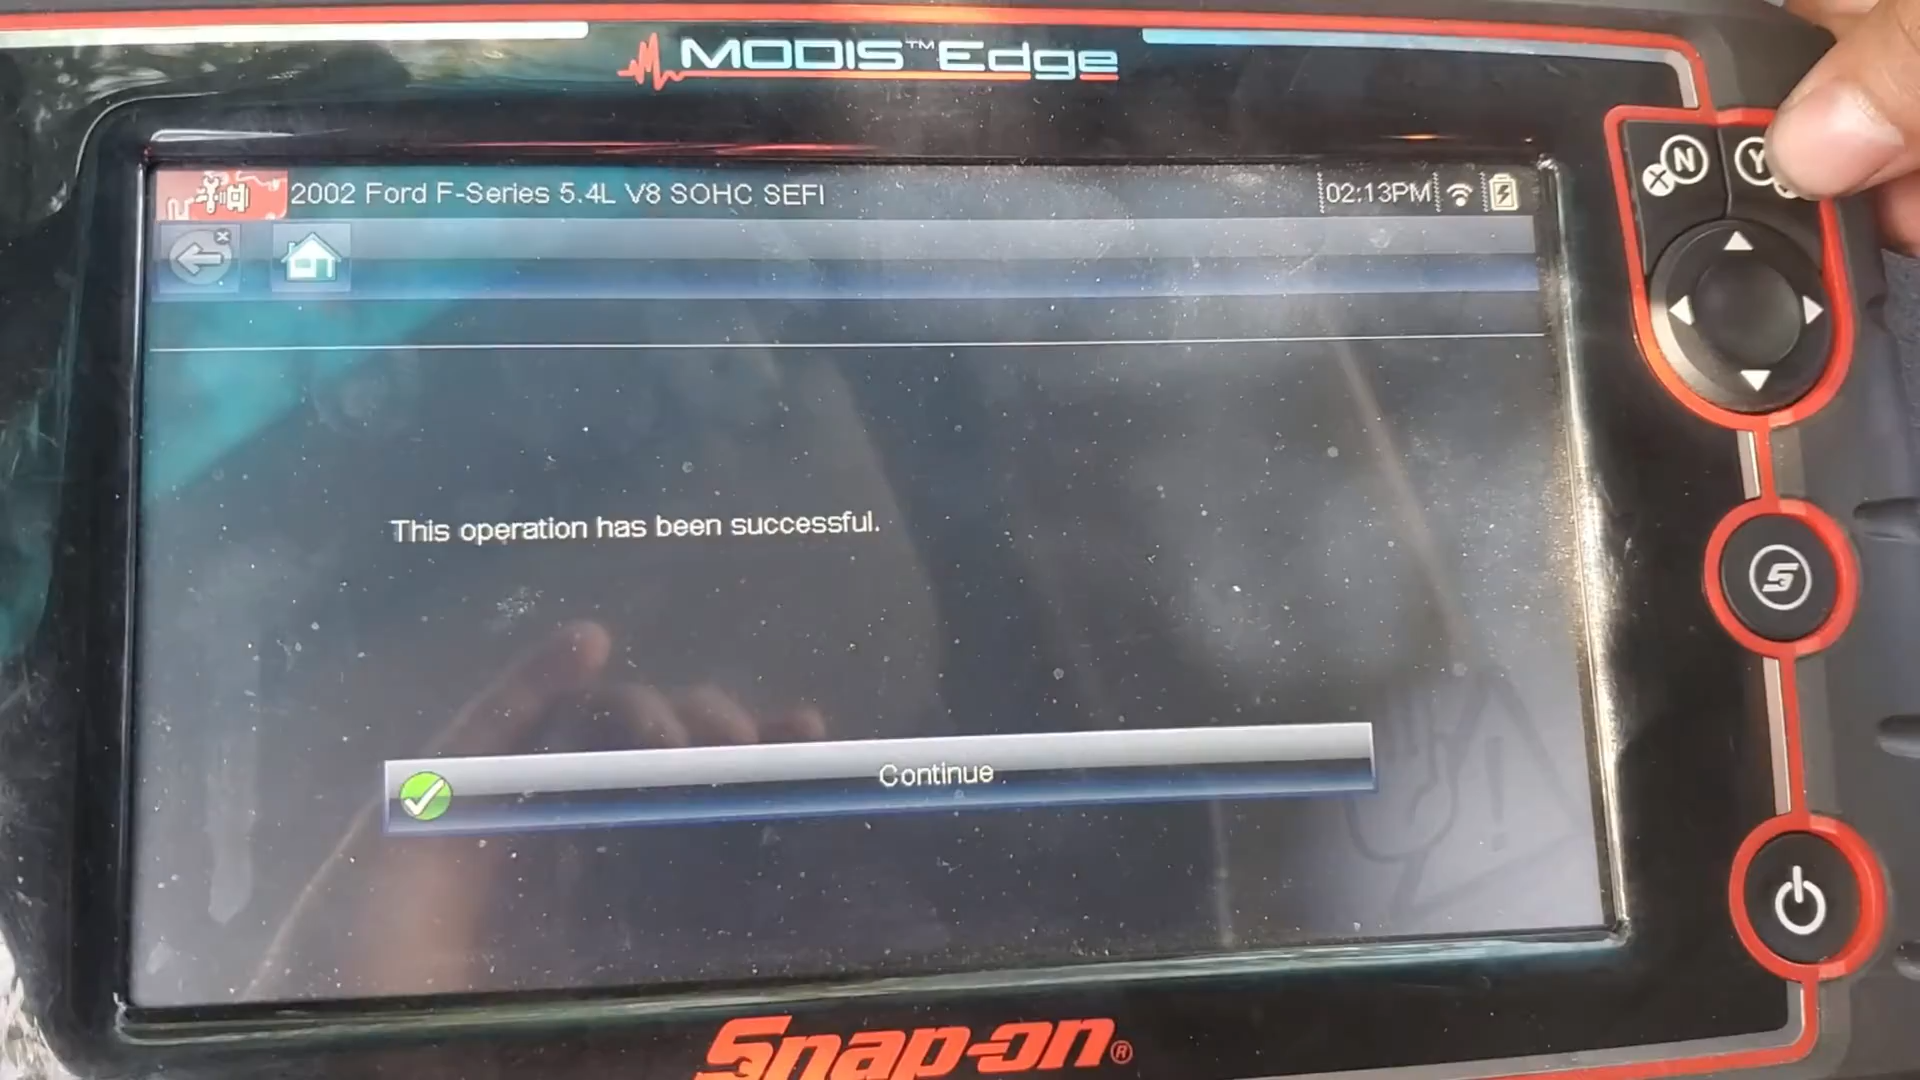 MODIS™ Edge
2002 Ford F-Series 5.4L V8 SOHC SEFI
02:13PM
N
X
Y
This operation has been successful.
Continue
S
Snap-on®